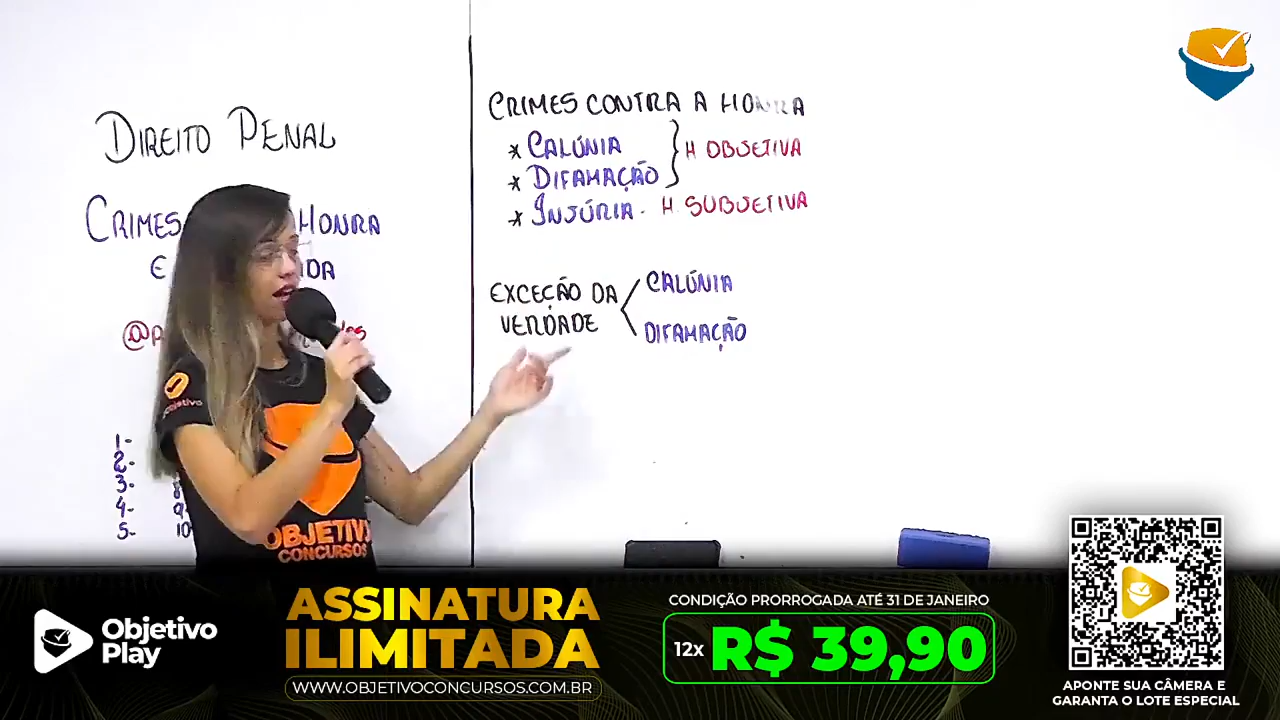 DIREITO PENAL
CRIMES HONRA
@
1-
2-
3-
4-
5-
10
CRIMES CONTRA A HONRA
* CALÚNIA
* DIFAMAÇÃO
H OBJETIVA
* INJÚRIA - H. SUBJETIVA
EXCEÇÃO DA
VERDADE
CALÚNIA
DIFAMAÇÃO
objetivo
OBJETIVO
CONCURSOS
Objetivo
Play
ASSINATURA
ILIMITADA
WWW.OBJETIVOCONCURSOS.COM.BR
CONDIÇÃO PRORROGADA ATÉ 31 DE JANEIRO
12x R$ 39,90
APONTE SUA CÂMERA E
GARANTA O LOTE ESPECIAL